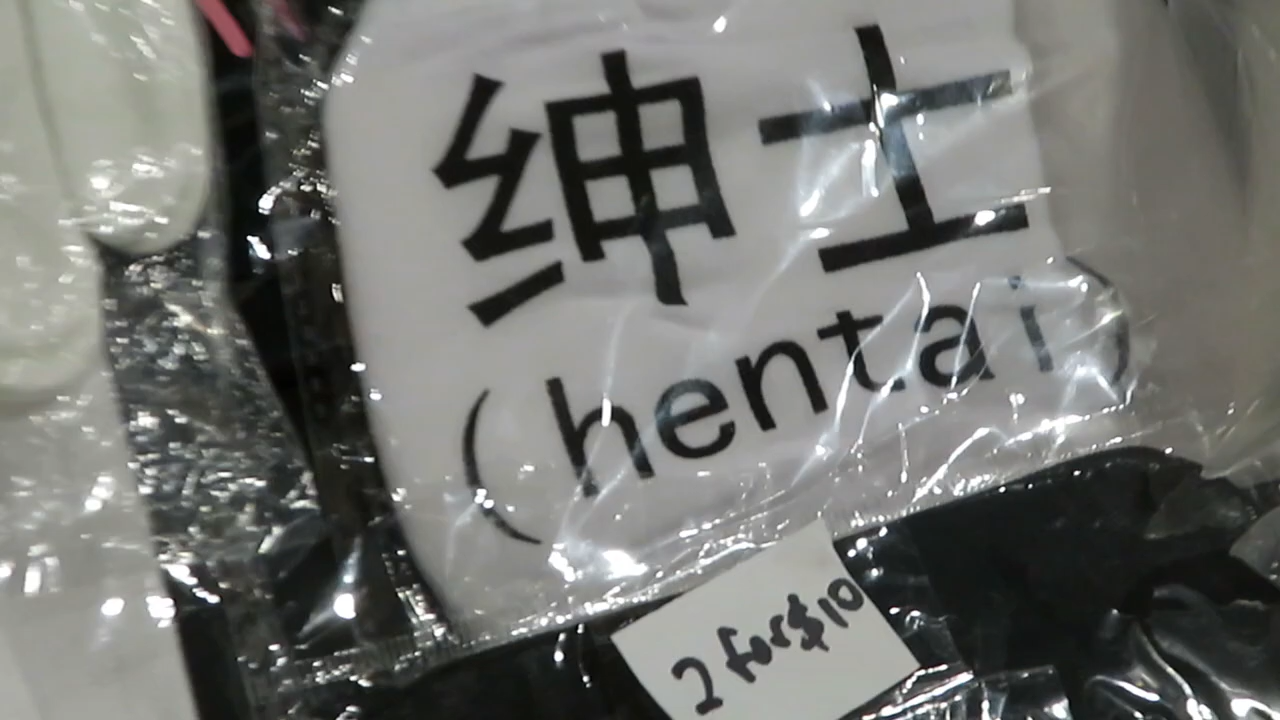 绅士
(hentai)
2 for $10